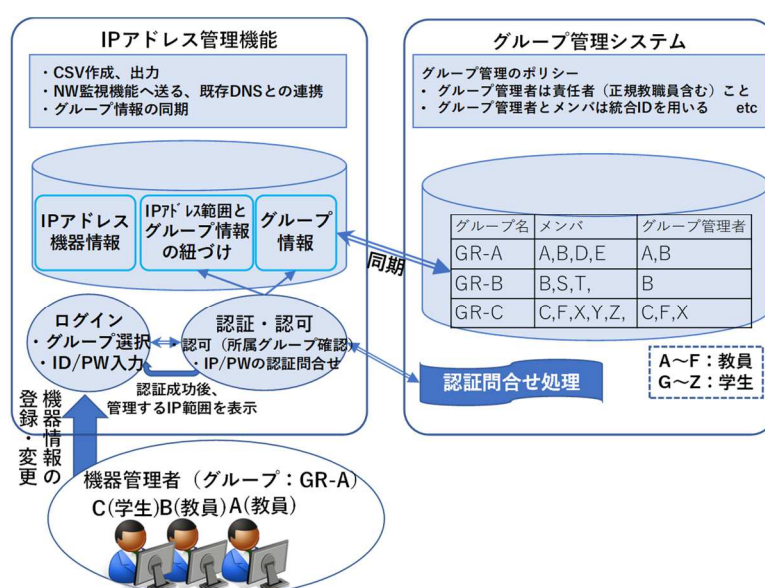 IPアドレス管理機能
・CSV作成、出力
・NW監視機能へ送る、既存DNSとの連携
・グループ情報の同期
IPアドレス
機器情報
IPｱﾄﾞﾚｽ範囲と
グループ情報
の紐づけ
グループ
情報
同期
ログイン
・グループ選択
・ID/PW入力
認証・認可
・認可（所属グループ確認）
・IP/PWの認証問合せ
認証成功後、
管理するIP範囲を表示
機器情報の
登録・変更
機器管理者（グループ：GR-A）
C(学生)B(教員)A(教員)
グループ管理システム
グループ管理のポリシー
・ グループ管理者は責任者（正規教職員含む）こと
・ グループ管理者とメンバは統合IDを用いる etc
グループ名 メンバ グループ管理者
GR-A A,B,D,E A,B
GR-B B,S,T, B
GR-C C,F,X,Y,Z, C,F,X
認証問合せ処理
A～F：教員
G～Z：学生